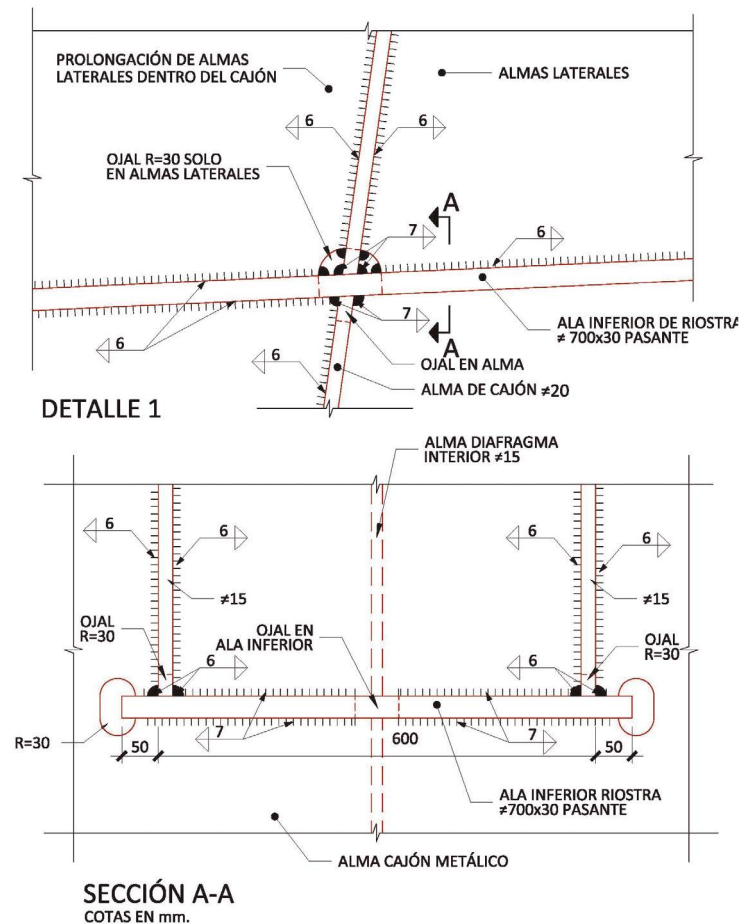 PROLONGACIÓN DE ALMAS
LATERALES DENTRO DEL CAJÓN
ALMAS LATERALES
6
6
OJAL R=30 SOLO
EN ALMAS LATERALES
A
7
6
6
7
A
ALA INFERIOR DE RIOSTRA
≠ 700x30 PASANTE
6
OJAL EN ALMA
ALMA DE CAJÓN ≠20
DETALLE 1
ALMA DIAFRAGMA
INTERIOR ≠15
6
6
6
6
≠15
≠15
OJAL
R=30
6
OJAL EN
ALA INFERIOR
6
OJAL
R=30
R=30
7
7
50
600
50
ALA INFERIOR RIOSTRA
≠700x30 PASANTE
ALMA CAJÓN METÁLICO
SECCIÓN A-A
COTAS EN mm.